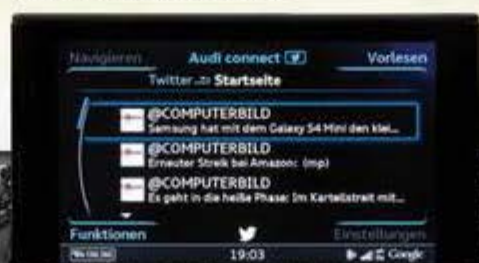 Navigieren
Audi connect
Vorlesen
Twitter
Startseite
@COMPUTERBILD
Samsung hat mit dem Galaxy S4 Mini den klei...
@COMPUTERBILD
Erneuter Streik bei Amazon: (mp)
@COMPUTERBILD
Es geht in die heiße Phase: Im Kartellstreit mit...
Funktionen
Einstellungen
19:03
Google